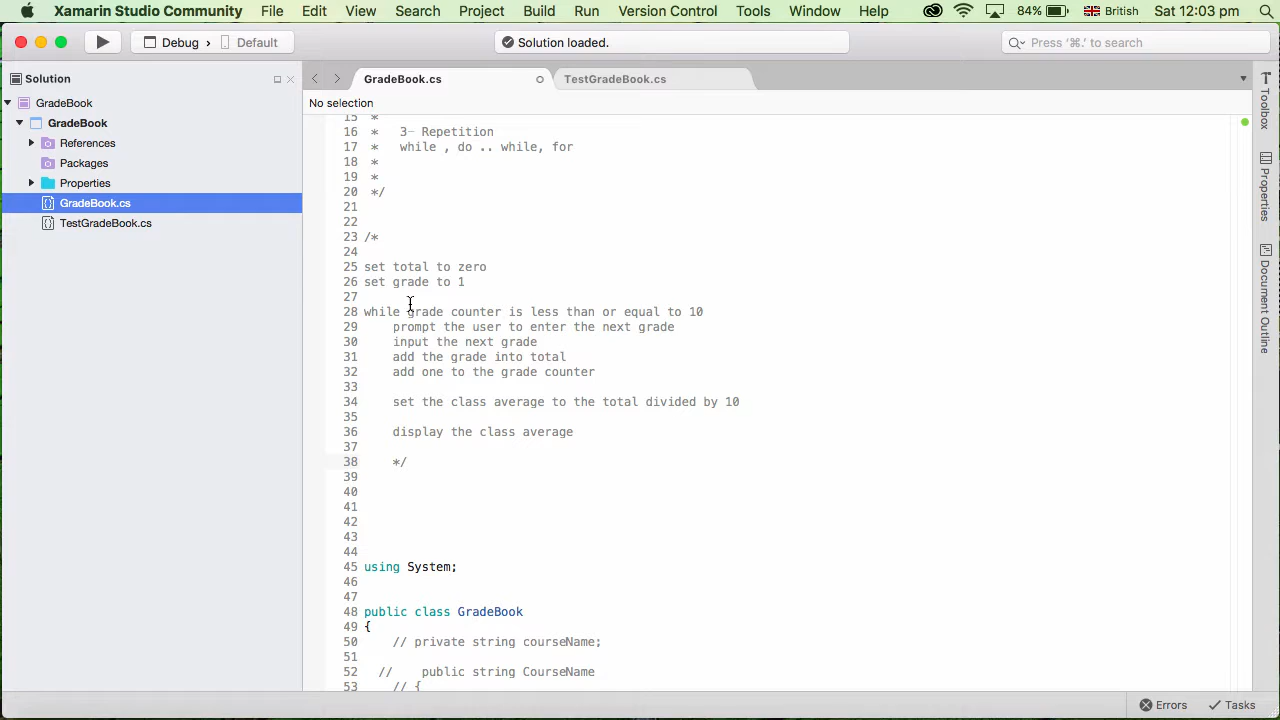 Xamarin Studio Community File Edit View Search Project Build Run Version Control Tools Window Help 84% British Sat 12:03 pm
Debug › Default Solution loaded. Press ‘⌘.’ to search
Solution
GradeBook
GradeBook
References
Packages
Properties
GradeBook.cs
TestGradeBook.cs
GradeBook.cs TestGradeBook.cs
No selection
15 *
16 * 3- Repetition
17 * while , do .. while, for
18 *
19 *
20 */
21
22
23 /*
24
25 set total to zero
26 set grade to 1
27
28 while grade counter is less than or equal to 10
29 prompt the user to enter the next grade
30 input the next grade
31 add the grade into total
32 add one to the grade counter
33
34 set the class average to the total divided by 10
35
36 display the class average
37
38 */
39
40
41
42
43
44
45 using System;
46
47
48 public class GradeBook
49 {
50 // private string courseName;
51
52 // public string CourseName
53 // {
Toolbox
Properties
Document Outline
Errors Tasks